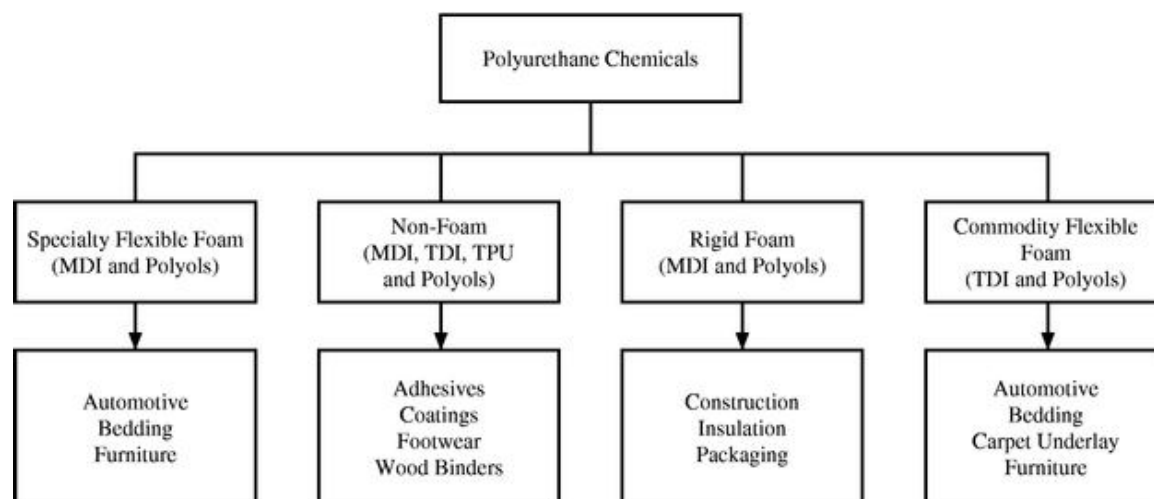 Polyurethane Chemicals
Specialty Flexible Foam
(MDI and Polyols)
Non-Foam
(MDI, TDI, TPU
and Polyols)
Rigid Foam
(MDI and Polyols)
Commodity Flexible
Foam
(TDI and Polyols)
Automotive
Bedding
Furniture
Adhesives
Coatings
Footwear
Wood Binders
Construction
Insulation
Packaging
Automotive
Bedding
Carpet Underlay
Furniture